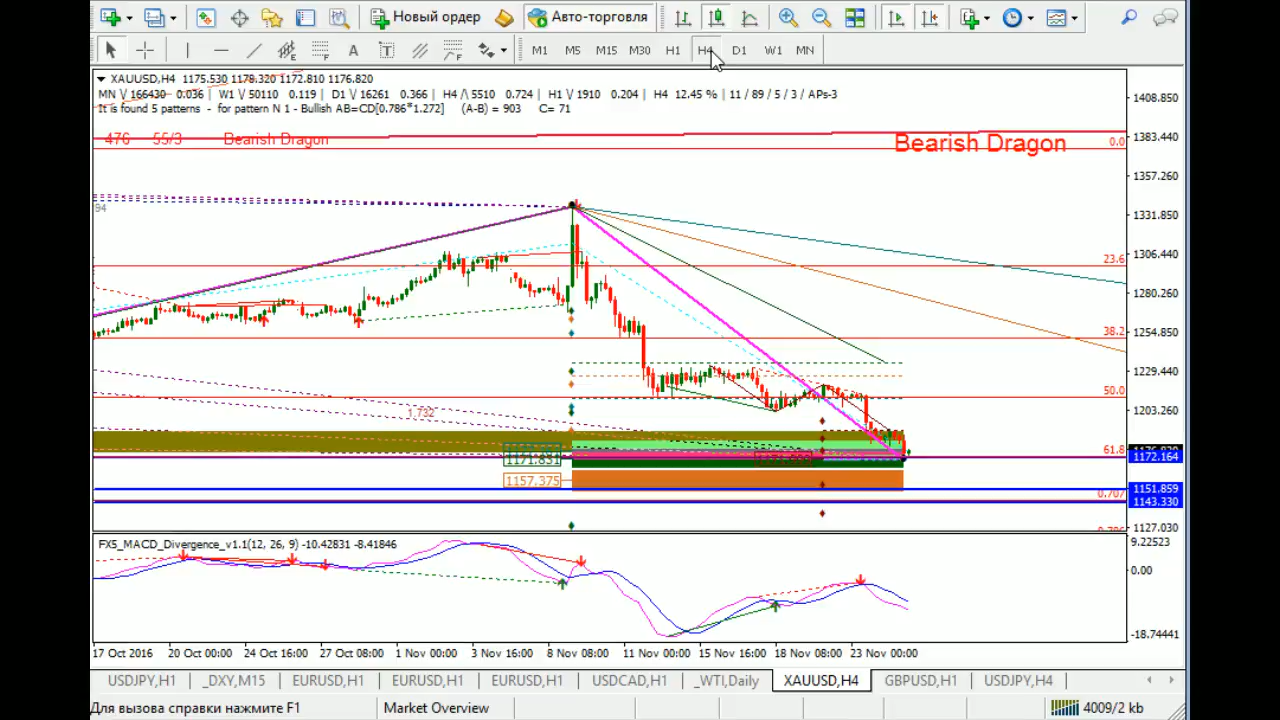 Новый ордер
Авто-торговля
A T F F
M1 M5 M15 M30 H1 H4 D1 W1 MN
XAUUSD,H4 1175.530 1178.320 1172.810 1176.820
MN \/ 166430 0.036 | W1 \/ 50110 0.119 | D1 \/ 16261 0.366 | H4 /\ 5510 0.724 | H1 \/ 1910 0.204 | H4 12.45 % | 11 / 89 / 5 / 3 / APs-3
It is found 5 patterns - for pattern N 1 - Bullish AB=CD[0.786*1.272] (A-B) = 903 C= 71
476 55/3 Bearish Dragon
Bearish Dragon
0.0
94
23.6
38.2
50.0
1.732
61.8
1171.831
1157.375
0.707
1408.850
1383.440
1357.260
1331.850
1306.440
1280.260
1254.850
1229.440
1203.260
1172.164
1151.859
1143.330
1127.030
FX5_MACD_Divergence_v1.1(12, 26, 9) -10.42831 -8.41846
9.22523
0.00
-18.74441
17 Oct 2016 20 Oct 00:00 24 Oct 16:00 27 Oct 08:00 1 Nov 00:00 3 Nov 16:00 8 Nov 08:00 11 Nov 00:00 15 Nov 16:00 18 Nov 08:00 23 Nov 00:00
USDJPY,H1 _DXY,M15 EURUSD,H1 EURUSD,H1 EURUSD,H1 USDCAD,H1 _WTI,Daily XAUUSD,H4 GBPUSD,H1 USDJPY,H4
Для вызова справки нажмите F1 Market Overview 4009/2 kb